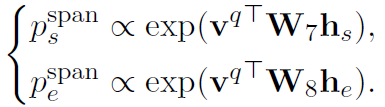 p_s^span ∝ exp(v^{q⊤} W_7 h_s),
p_e^span ∝ exp(v^{q⊤} W_8 h_e).